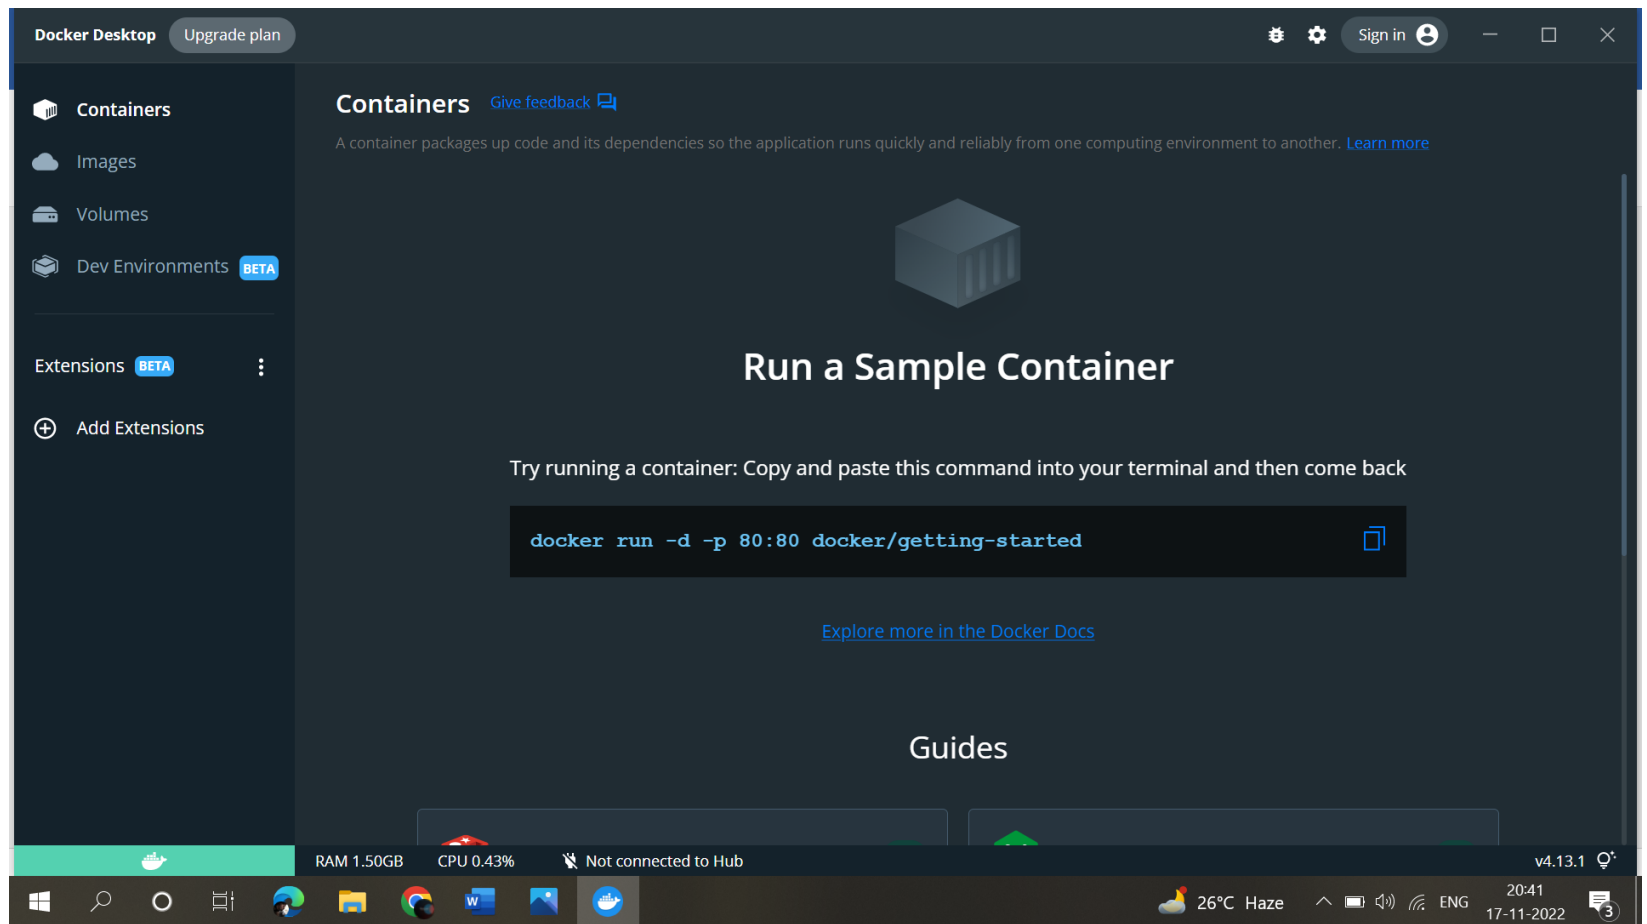 Docker Desktop Upgrade plan Sign in
Containers
Images
Volumes
Dev Environments BETA
Extensions BETA
Add Extensions
Containers Give feedback
A container packages up code and its dependencies so the application runs quickly and reliably from one computing environment to another. Learn more
Run a Sample Container
Try running a container: Copy and paste this command into your terminal and then come back
docker run -d -p 80:80 docker/getting-started
Explore more in the Docker Docs
Guides
RAM 1.50GB CPU 0.43% Not connected to Hub v4.13.1
W 26°C Haze ENG 20:41
17-11-2022 3